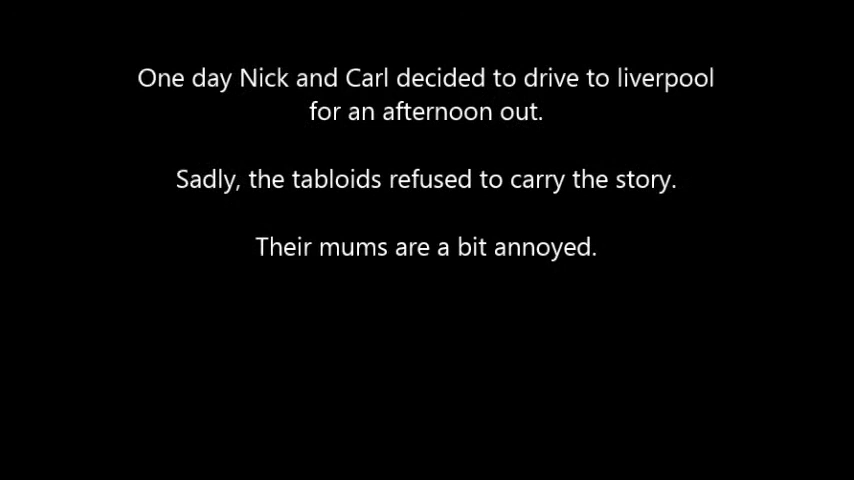 One day Nick and Carl decided to drive to liverpool
for an afternoon out.
Sadly, the tabloids refused to carry the story.
Their mums are a bit annoyed.